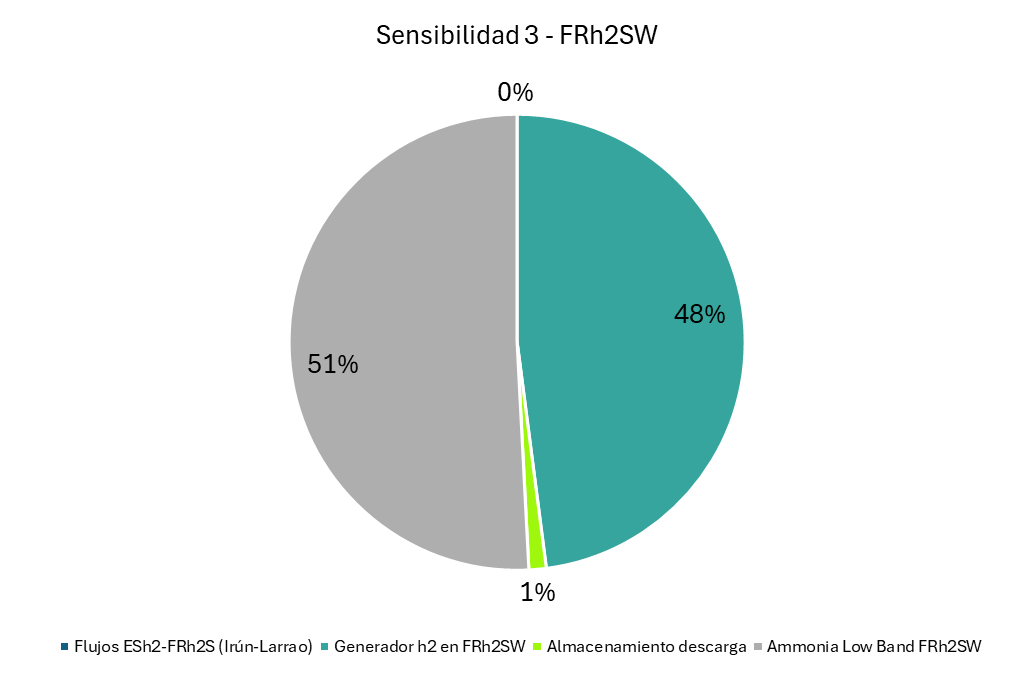 Sensibilidad 3 - FRh2SW
0%
48%
51%
1%
Flujos ESh2-FRh2S (Irún-Larrao) Generador h2 en FRh2SW Almacenamiento descarga Ammonia Low Band FRh2SW